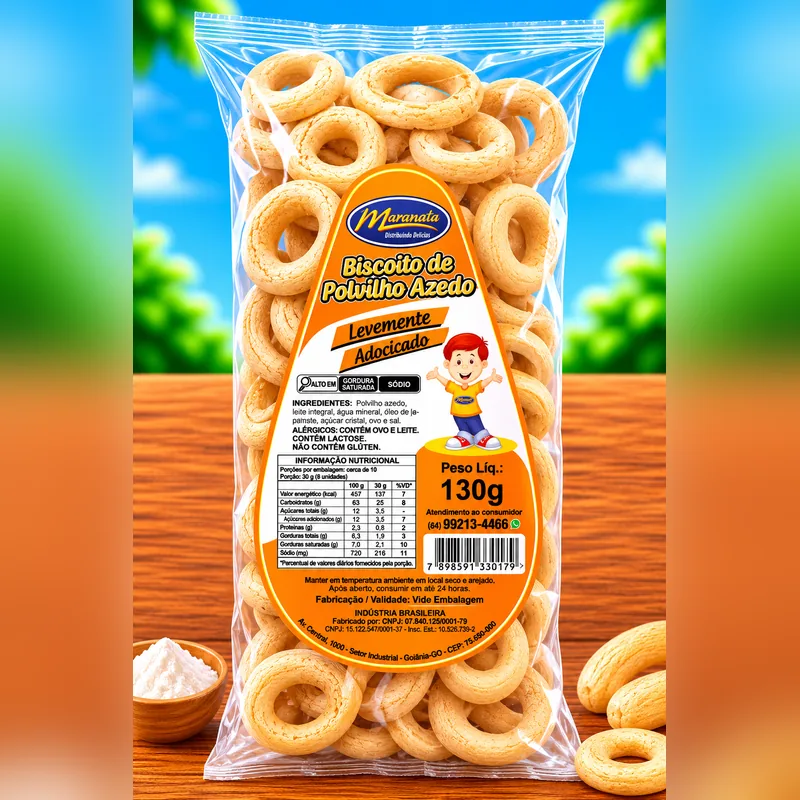 Maranata
Distribuindo Delícias
Biscoito de
Polvilho Azedo
Levemente
Adocicado
ALTO EM
GORDURA
SATURADA
SÓDIO
INGREDIENTES: Polvilho azedo,
leite integral, água mineral, óleo de je-
pamste, açúcar cristal, ovo e sal.
ALÉRGICOS: CONTÉM OVO E LEITE.
CONTÉM LACTOSE.
NÃO CONTÉM GLÚTEN.
INFORMAÇÃO NUTRICIONAL
Porções por embalagem: cerca de 10
Porção: 30 g (8 unidades)
100 g 30 g %VD*
Valor energético (kcal) 457 137 7
Carboidratos (g) 63 25 8
Açúcares totais (g) 12 3,5 -
Açúcares adicionados (g) 12 3,5 7
Proteínas (g) 2,3 0,8 2
Gorduras totais (g) 6,3 1,9 3
Gorduras saturadas (g) 7,0 2,1 10
Sódio (mg) 720 216 11
*Percentual de valores diários fornecidos pela porção.
Maranata
Peso Líq.:
130g
Atendimento ao consumidor
(64) 99213-4466
7 898591 330179 >
Manter em temperatura ambiente em local seco e arejado.
Após aberto, consumir em até 24 horas.
Fabricação / Validade: Vide Embalagem
INDÚSTRIA BRASILEIRA
Fabricado por: CNPJ: 07.840.125/0001-79
CNPJ: 15.122.547/0001-37 - Insc. Est.: 10.526.739-2
Av. Central, 1000 - Setor Industrial - Goiânia-GO - CEP: 75.650-000